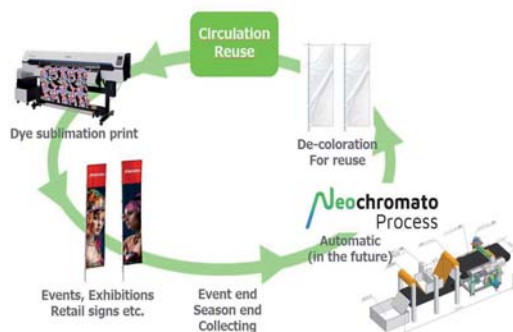 Circulation
Reuse
Dye sublimation print
De-coloration
For reuse
Neochromato
Process
Automatic
(in the future)
Events, Exhibitions
Retail signs etc.
Event end
Season end
Collecting